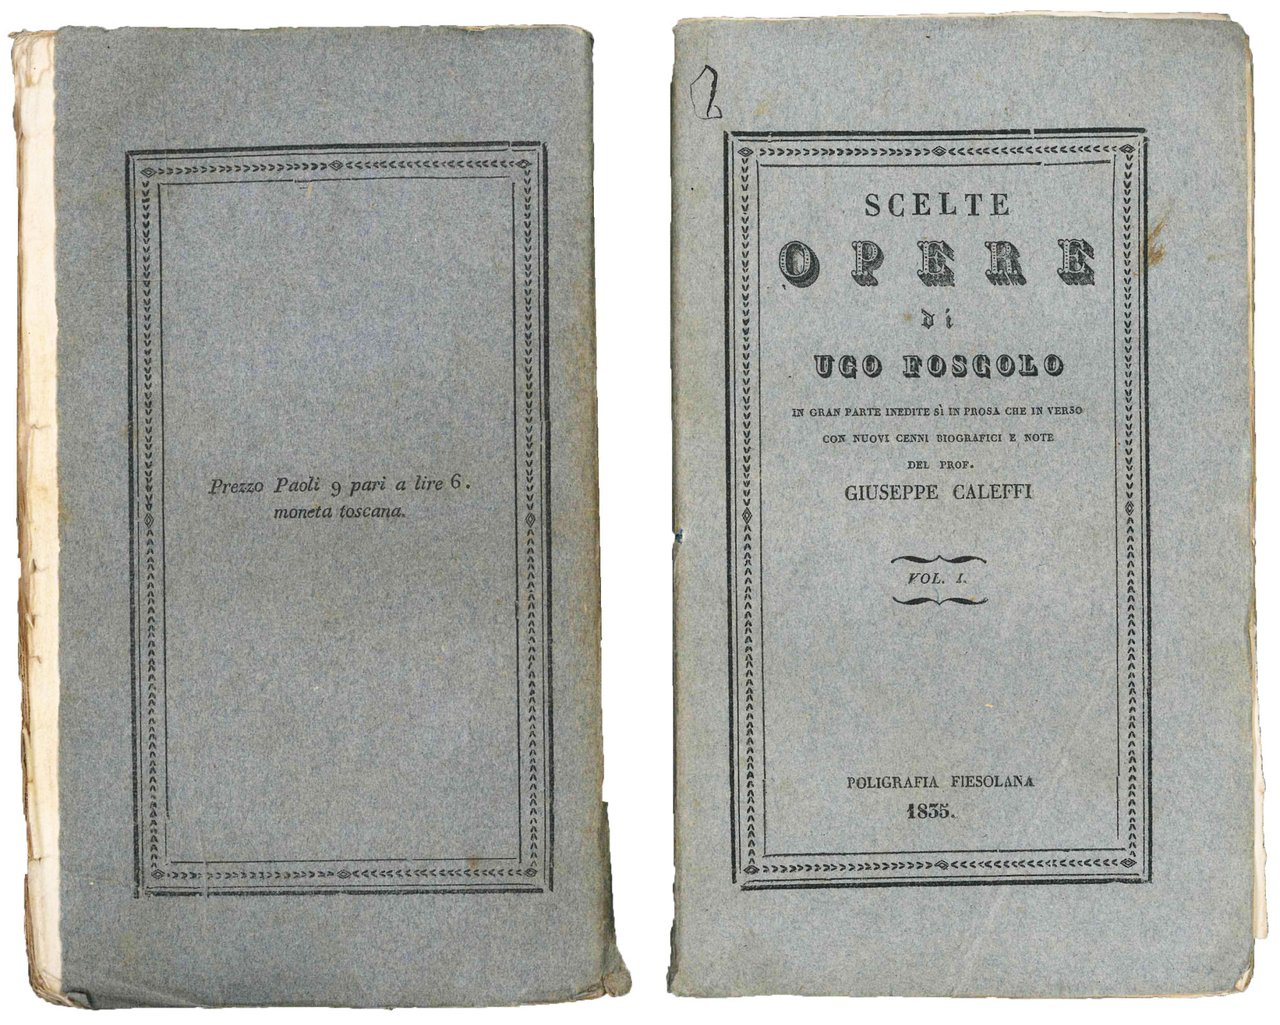 Prezzo Paoli 9 pari a lire 6.
moneta toscana.
SCELTE
OPERE
di
UGO FOSCOLO
IN GRAN PARTE INEDITE SÌ IN PROSA CHE IN VERSO
CON NUOVI CENNI BIOGRAFICI E NOTE
DEL PROF.
GIUSEPPE CALEFFI
VOL. I.
POLIGRAFIA FIESOLANA
1835.